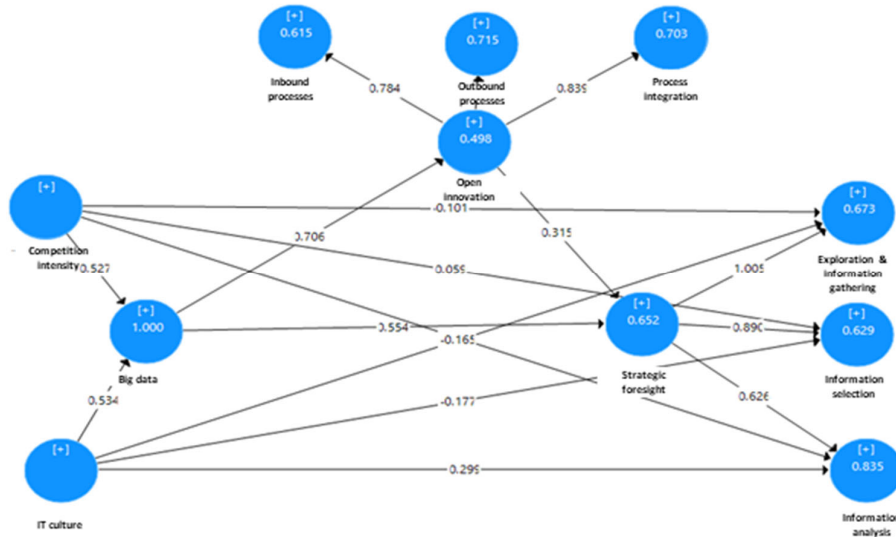 [+]
0.615
[+]
0.715
[+]
0.703
Inbound
processes
Outbound
processes
Process
integration
0.784
0.839
[+]
0.498
Open
innovation
[+]
Competition
intensity
-0.101
[+]
0.673
Exploration &
information
gathering
0.706
0.315
0.527
0.059
1.005
[+]
1.000
Big data
0.554
[+]
0.652
Strategic
foresight
0.890
[+]
0.629
Information
selection
-0.165
0.534
-0.177
0.626
[+]
IT culture
0.299
[+]
0.835
Information
analysis